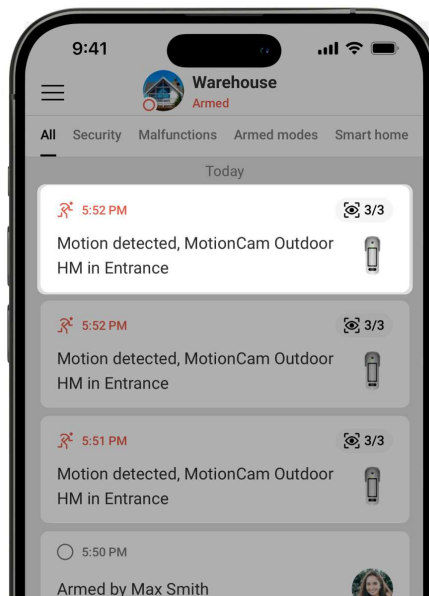 9:41
Warehouse
Armed
All Security Malfunctions Armed modes Smart home
Today
5:52 PM 3/3
Motion detected, MotionCam Outdoor
HM in Entrance
5:52 PM 3/3
Motion detected, MotionCam Outdoor
HM in Entrance
5:51 PM 3/3
Motion detected, MotionCam Outdoor
HM in Entrance
5:50 PM
Armed by Max Smith